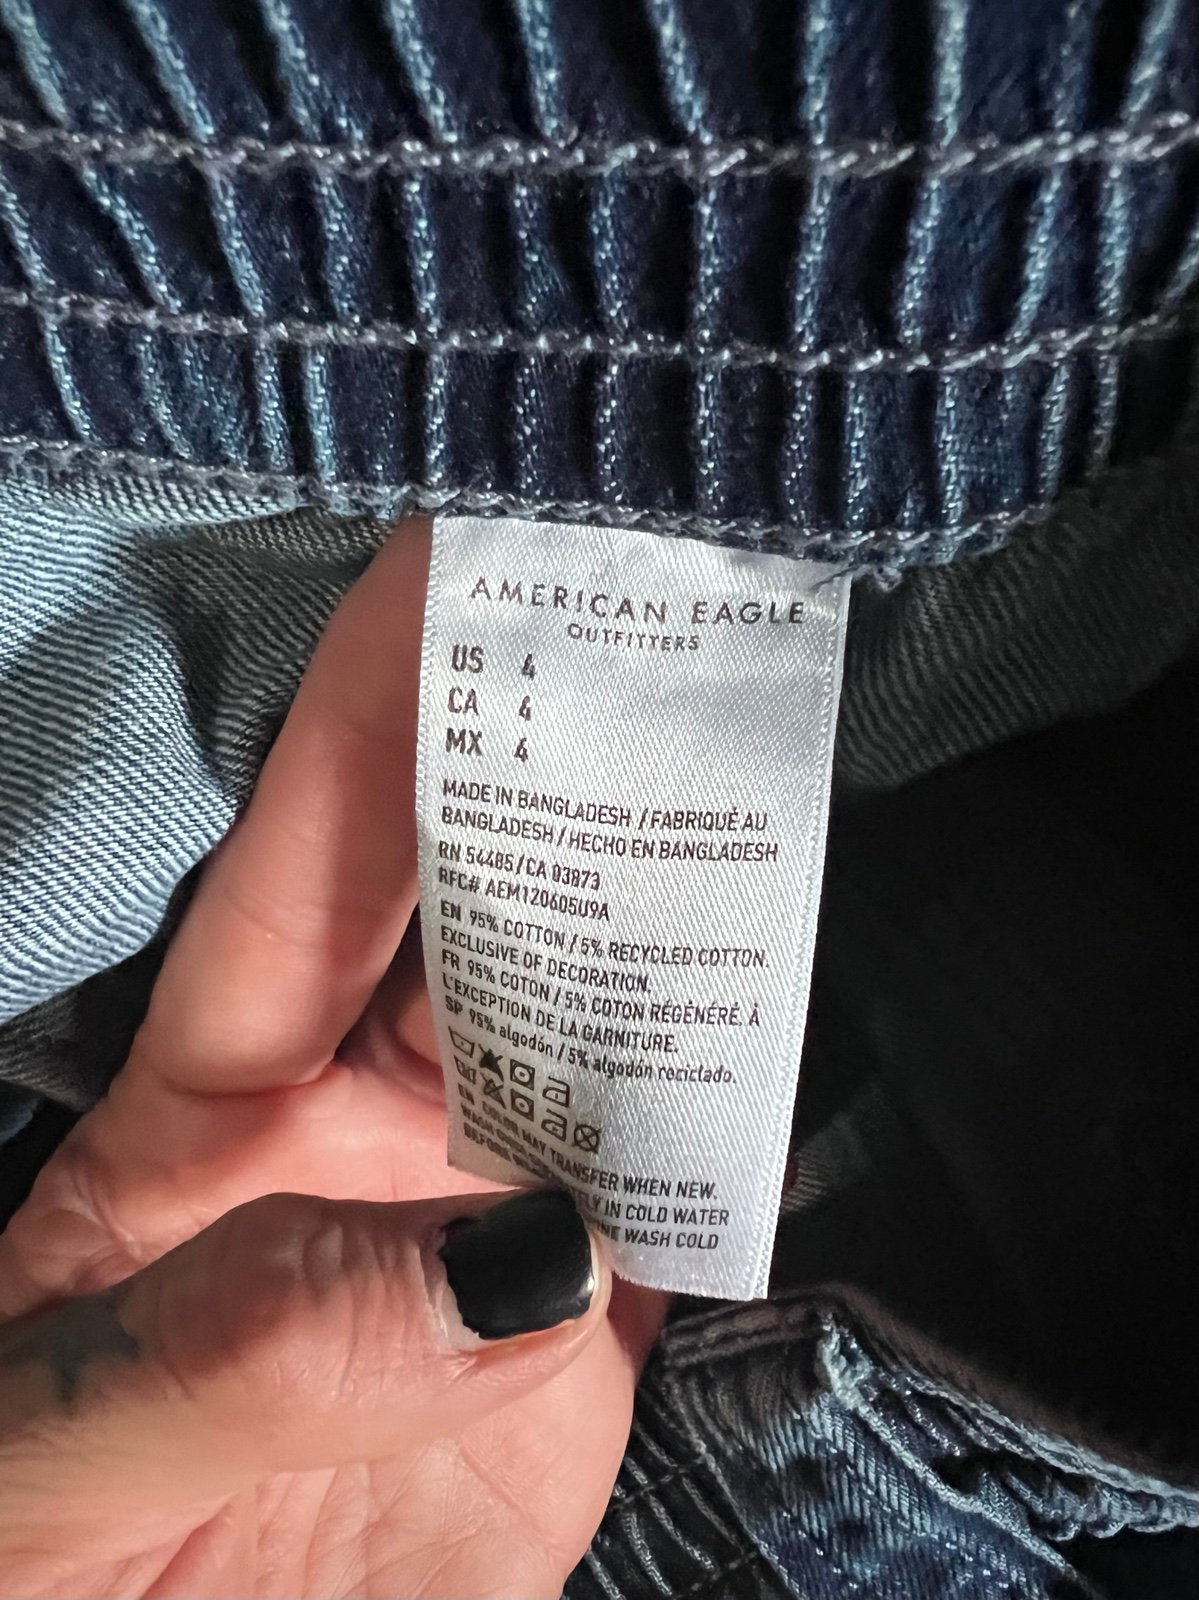 AMERICAN EAGLE
OUTFITTERS
US 4
CA 4
MX 4
MADE IN BANGLADESH / FABRIQUÉ AU
BANGLADESH / HECHO EN BANGLADESH
RN 54485 / CA 03873
RFC# AEM120605U9A
EN 95% COTTON / 5% RECYCLED COTTON.
EXCLUSIVE OF DECORATION.
FR 95% COTON / 5% COTON RÉGÉNÉRÉ. À
L'EXCEPTION DE LA GARNITURE.
SP 95% algodón / 5% algodón reciclado.
EN COLOR MAY TRANSFER WHEN NEW.
WASH IN COLD WATER
BEFORE WASH COLD